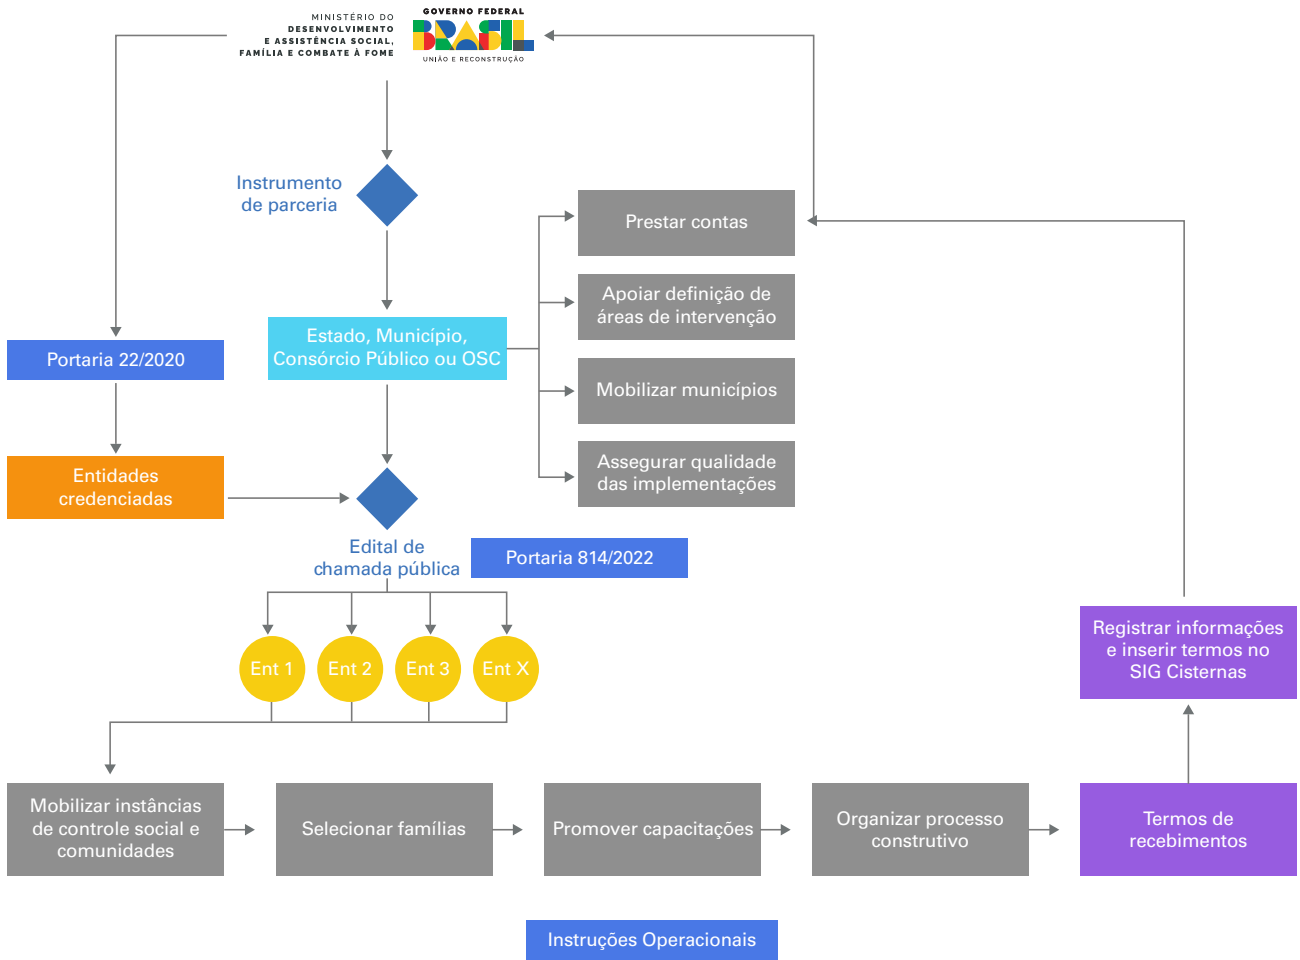 MINISTÉRIO DO
DESENVOLVIMENTO
E ASSISTÊNCIA SOCIAL,
FAMÍLIA E COMBATE À FOME
GOVERNO FEDERAL
BRASIL
UNIÃO E RECONSTRUÇÃO
Instrumento
de parceria
Prestar contas
Apoiar definição de
áreas de intervenção
Estado, Município,
Consórcio Público ou OSC
Portaria 22/2020
Mobilizar municípios
Assegurar qualidade
das implementações
Entidades
credenciadas
Edital de
chamada pública
Portaria 814/2022
Ent 1
Ent 2
Ent 3
Ent X
Registrar informações
e inserir termos no
SIG Cisternas
Mobilizar instâncias
de controle social e
comunidades
Selecionar famílias
Promover capacitações
Organizar processo
construtivo
Termos de
recebimentos
Instruções Operacionais